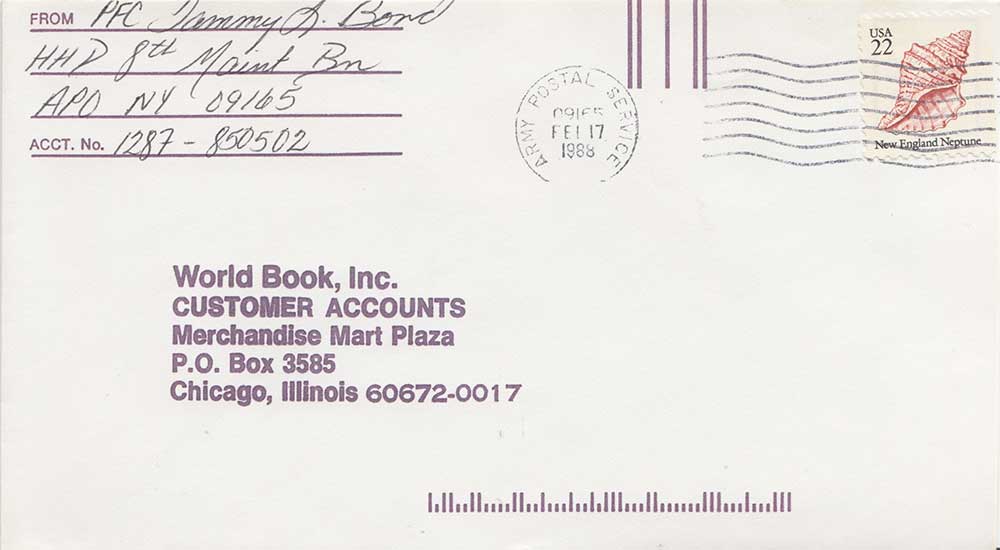 FROM PFC Tammy L. Bond
HHD 8th Maint Bn
APO NY 09165
ACCT. No. 1287-850502
ARMY POSTAL SERVICE
09165
FEB 17
1988
USA
22
New England Neptune
World Book, Inc.
CUSTOMER ACCOUNTS
Merchandise Mart Plaza
P.O. Box 3585
Chicago, Illinois 60672-0017